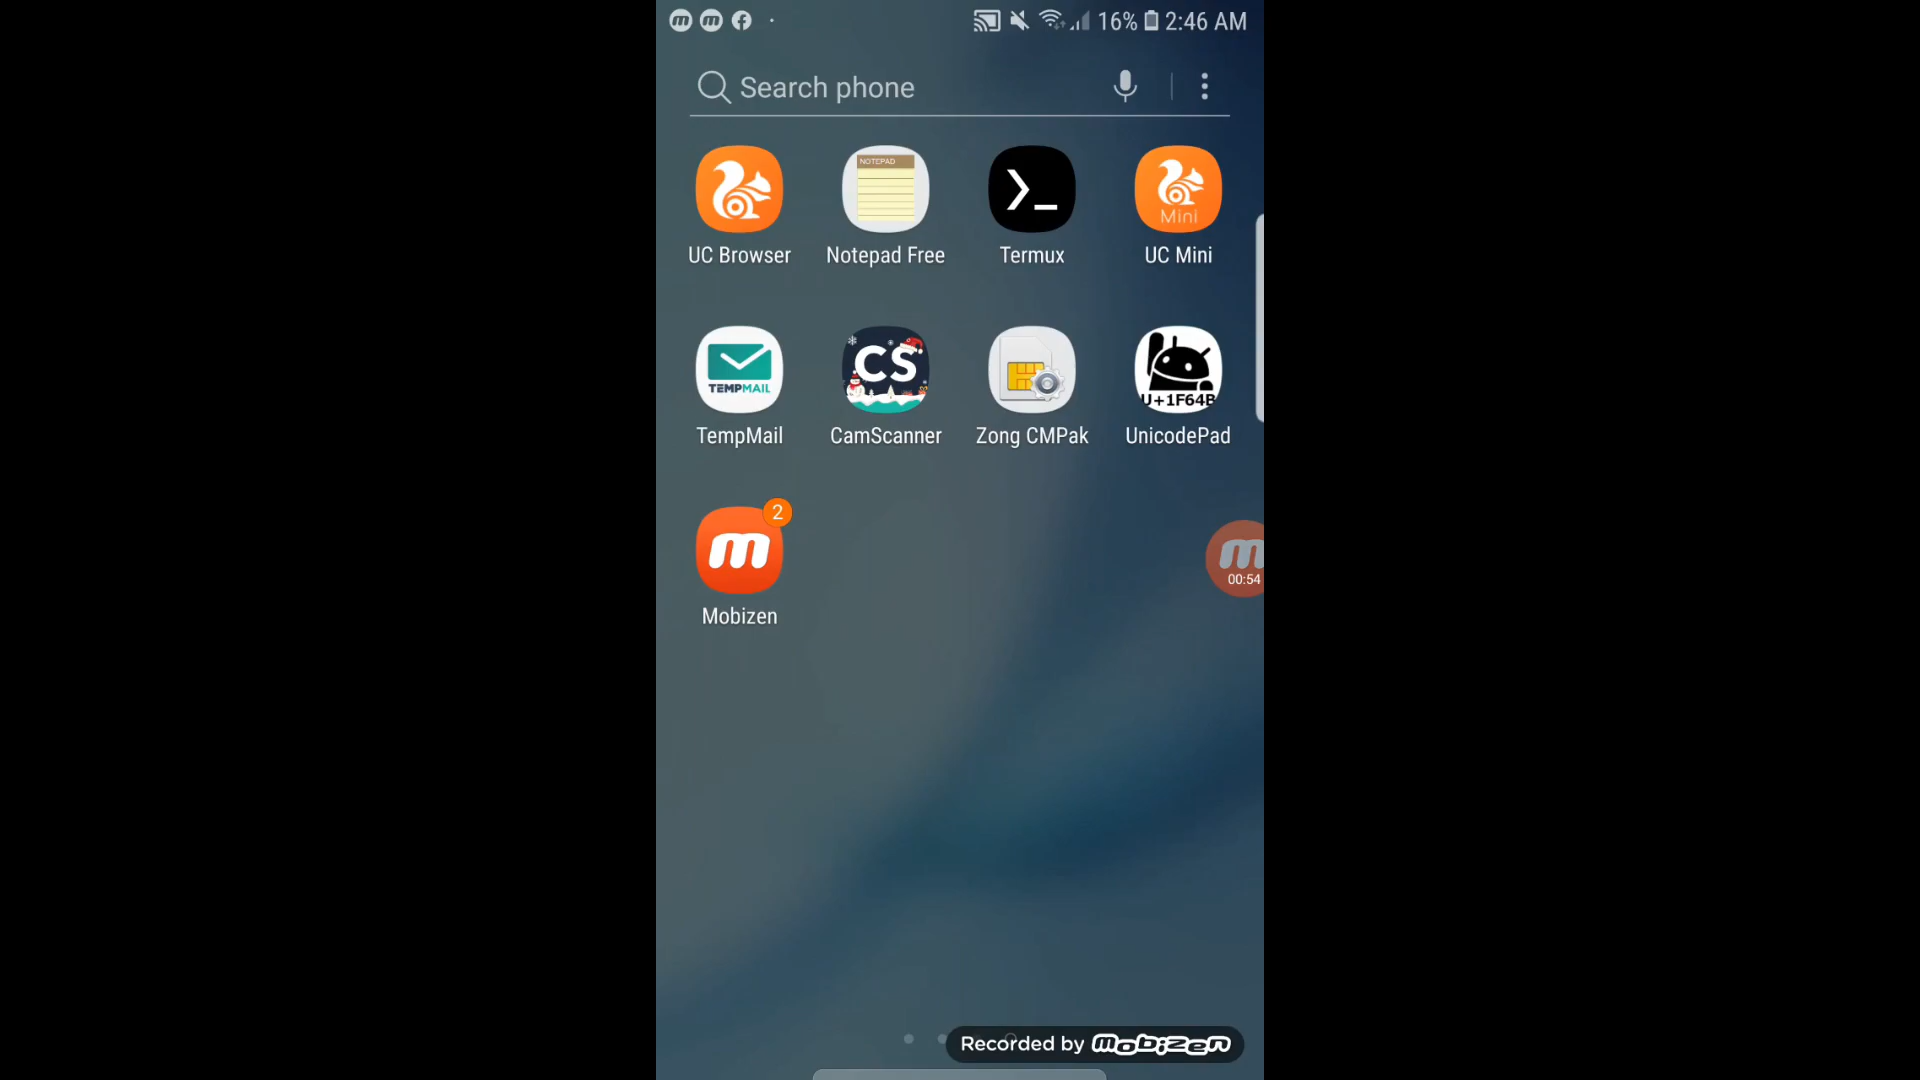 16% 2:46 AM
Search phone
NOTEPAD
Mini
UC Browser
Notepad Free
Termux
UC Mini
TEMPMAIL
CS
U+1F64B
TempMail
CamScanner
Zong CMPak
UnicodePad
2
m
m
00:54
Mobizen
Recorded by mobizen